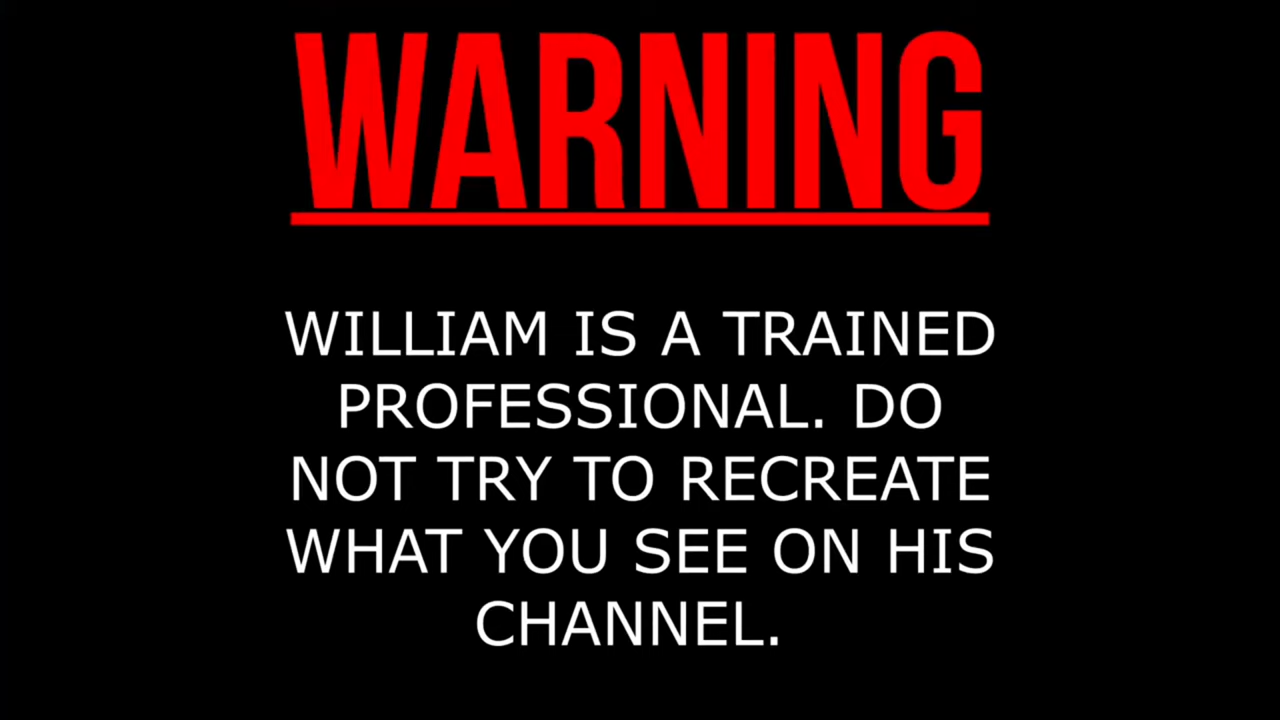 WARNING
WILLIAM IS A TRAINED
PROFESSIONAL. DO
NOT TRY TO RECREATE
WHAT YOU SEE ON HIS
CHANNEL.